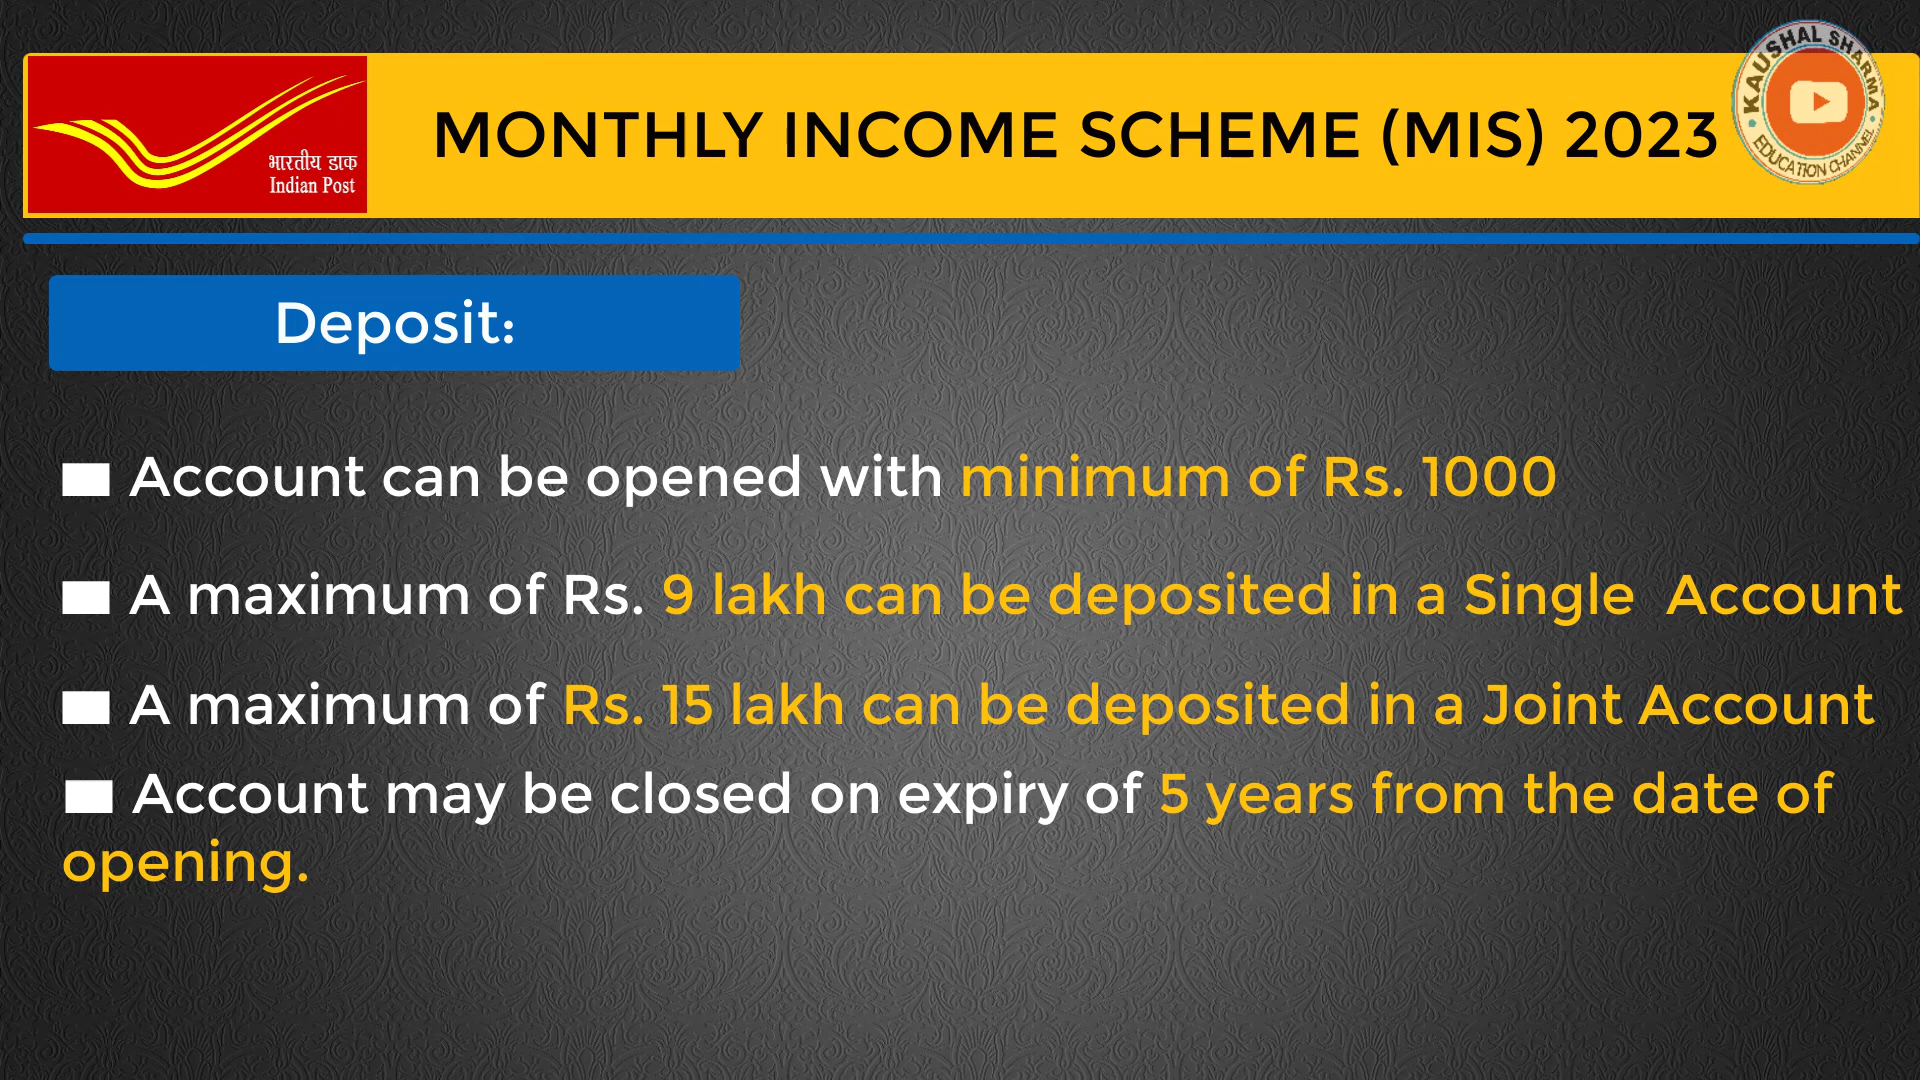 भारतीय डाक
Indian Post
MONTHLY INCOME SCHEME (MIS) 2023
KAUSHAL SHARMA
EDUCATION CHANNEL
Deposit:
Account can be opened with minimum of Rs. 1000
A maximum of Rs. 9 lakh can be deposited in a Single Account
A maximum of Rs. 15 lakh can be deposited in a Joint Account
Account may be closed on expiry of 5 years from the date of
opening.